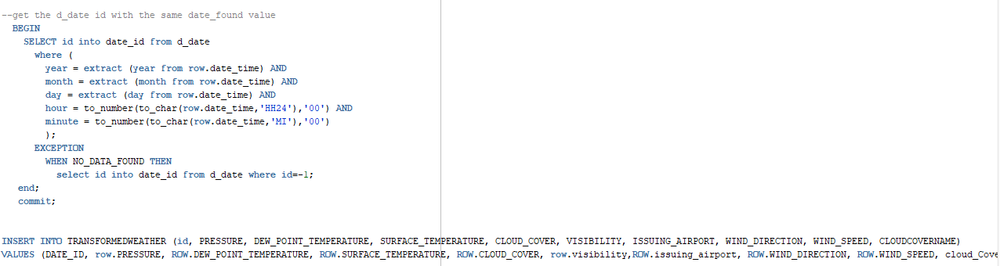 --get the d_date id with the same date_found value
BEGIN
SELECT id into date_id from d_date
where (
year = extract (year from row.date_time) AND
month = extract (month from row.date_time) AND
day = extract (day from row.date_time) AND
hour = to_number(to_char(row.date_time,'HH24'),'00') AND
minute = to_number(to_char(row.date_time,'MI'),'00')
);
EXCEPTION
WHEN NO_DATA_FOUND THEN
select id into date_id from d_date where id=-1;
end;
commit;
INSERT INTO TRANSFORMEDWEATHER (id, PRESSURE, DEW_POINT_TEMPERATURE, SURFACE_TEMPERATURE, CLOUD_COVER, VISIBILITY, ISSUING_AIRPORT, WIND_DIRECTION, WIND_SPEED, CLOUDCOVERNAME)
VALUES (DATE_ID, row.PRESSURE, ROW.DEW_POINT_TEMPERATURE, ROW.SURFACE_TEMPERATURE, ROW.CLOUD_COVER, row.visibility,ROW.issuing_airport, ROW.WIND_DIRECTION, ROW.WIND_SPEED, cloud_Cove